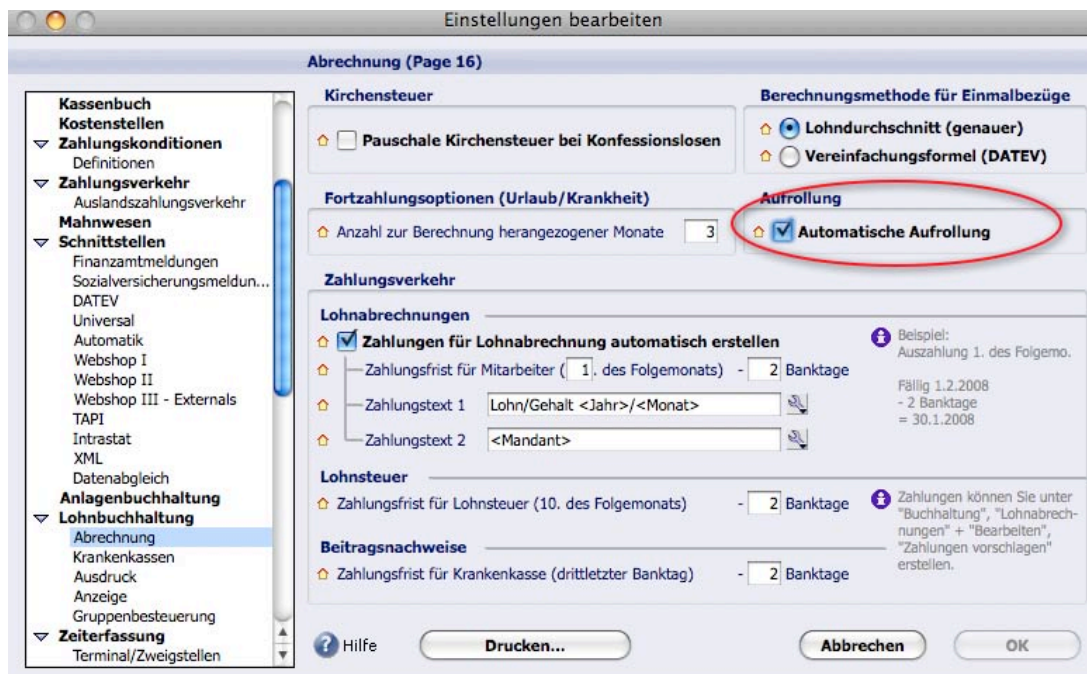 Einstellungen bearbeiten
Abrechnung (Page 16)
Kassenbuch
Kostenstellen
Zahlungskonditionen
Definitionen
Zahlungsverkehr
Auslandszahlungsverkehr
Mahnwesen
Schnittstellen
Finanzamtmeldungen
Sozialversicherungsmeldun...
DATEV
Universal
Automatik
Webshop I
Webshop II
Webshop III - Externals
TAPI
Intrastat
XML
Datenabgleich
Anlagenbuchhaltung
Lohnbuchhaltung
Abrechnung
Krankenkassen
Ausdruck
Anzeige
Gruppenbesteuerung
Zeiterfassung
Terminal/Zweigstellen
Kirchensteuer
Pauschale Kirchensteuer bei Konfessionslosen
Berechnungsmethode für Einmalbezüge
Lohndurchschnitt (genauer)
Vereinfachungsformel (DATEV)
Fortzahlungsoptionen (Urlaub/Krankheit)
Anzahl zur Berechnung herangezogener Monate 3
Aufrollung
Automatische Aufrollung
Zahlungsverkehr
Lohnabrechnungen
Zahlungen für Lohnabrechnung automatisch erstellen
Zahlungsfrist für Mitarbeiter ( 1 . des Folgemonats) - 2 Banktage
Zahlungstext 1 Lohn/Gehalt <Jahr>/<Monat>
Zahlungstext 2 <Mandant>
Beispiel:
Auszahlung 1. des Folgemo.
Fällig 1.2.2008
- 2 Banktage
= 30.1.2008
Lohnsteuer
Zahlungsfrist für Lohnsteuer (10. des Folgemonats) - 2 Banktage
Beitragsnachweise
Zahlungsfrist für Krankenkasse (drittletzter Banktag) - 2 Banktage
Zahlungen können Sie unter
"Buchhaltung", "Lohnabrech-
nungen" + "Bearbeiten",
"Zahlungen vorschlagen"
erstellen.
? Hilfe
Drucken...
Abbrechen
OK